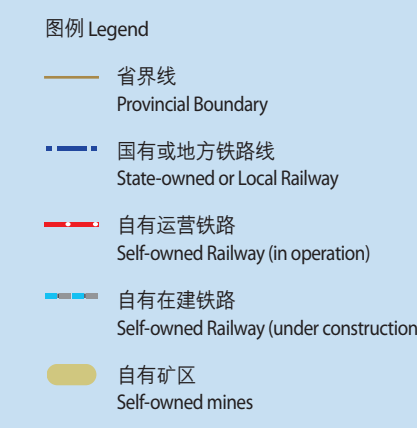 图例 Legend
省界线
Provincial Boundary
国有或地方铁路线
State-owned or Local Railway
自有运营铁路
Self-owned Railway (in operation)
自有在建铁路
Self-owned Railway (under construction
自有矿区
Self-owned mines